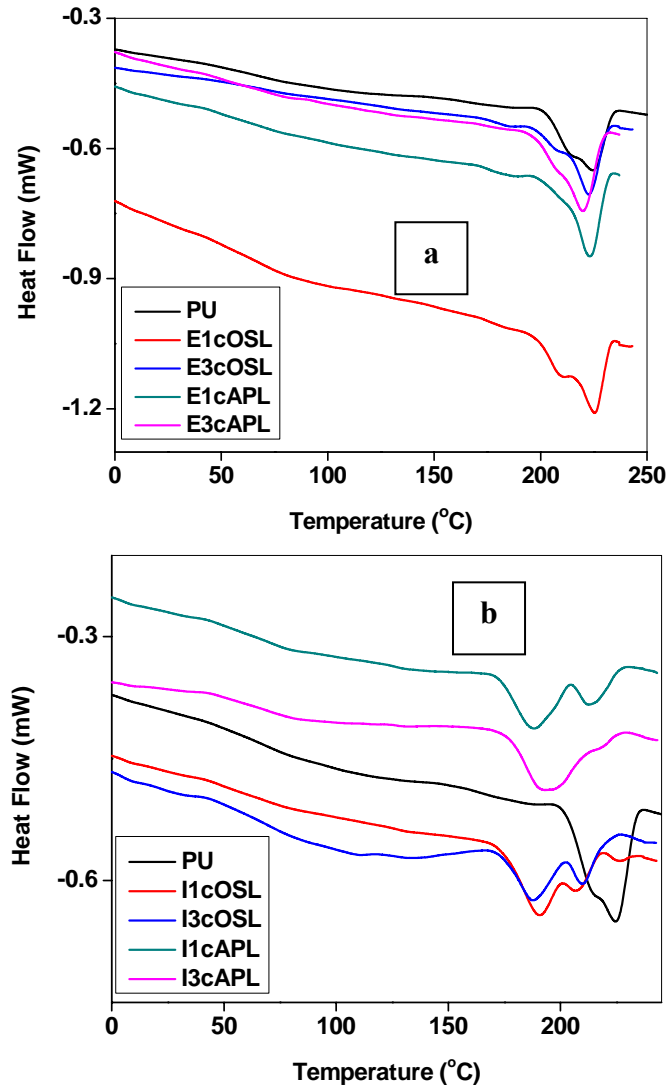 -0.3
-0.6
-0.9
-1.2
Heat Flow (mW)
a
PU
E1cOSL
E3cOSL
E1cAPL
E3cAPL
0 50 100 150 200 250
Temperature (°C)
-0.3
-0.6
Heat Flow (mW)
b
PU
I1cOSL
I3cOSL
I1cAPL
I3cAPL
0 50 100 150 200
Temperature (°C)